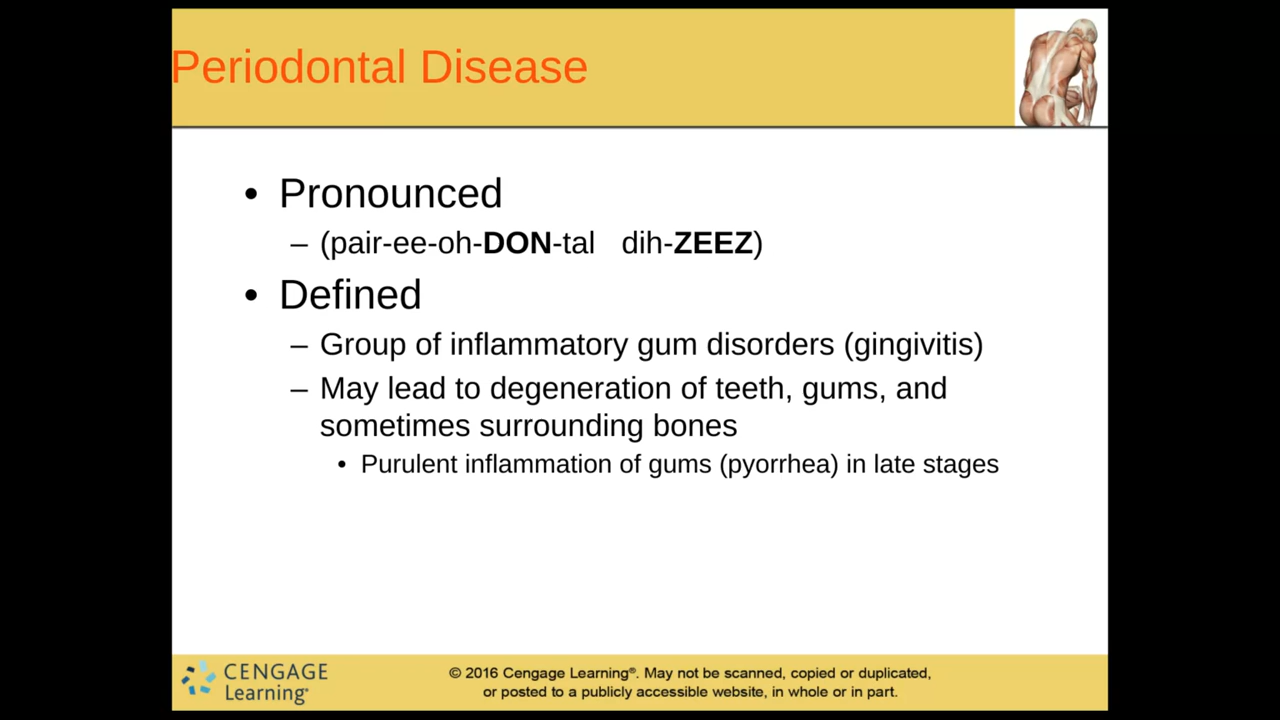 Periodontal Disease
• Pronounced
– (pair-ee-oh-DON-tal dih-ZEEZ)
• Defined
– Group of inflammatory gum disorders (gingivitis)
– May lead to degeneration of teeth, gums, and
sometimes surrounding bones
• Purulent inflammation of gums (pyorrhea) in late stages
CENGAGE
Learning®
© 2016 Cengage Learning®. May not be scanned, copied or duplicated,
or posted to a publicly accessible website, in whole or in part.